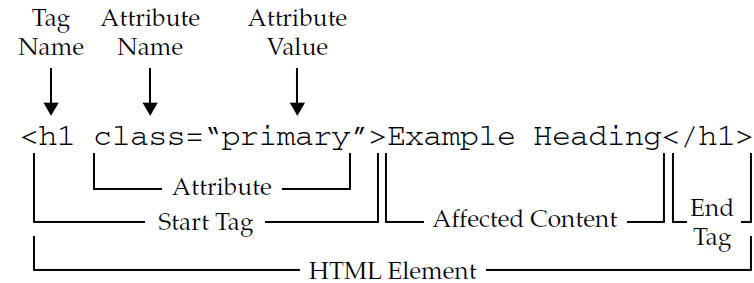 Tag Attribute Attribute
Name Name Value
<h1 class=“primary”>Example Heading</h1>
Attribute
Start Tag Affected Content End
Tag
HTML Element